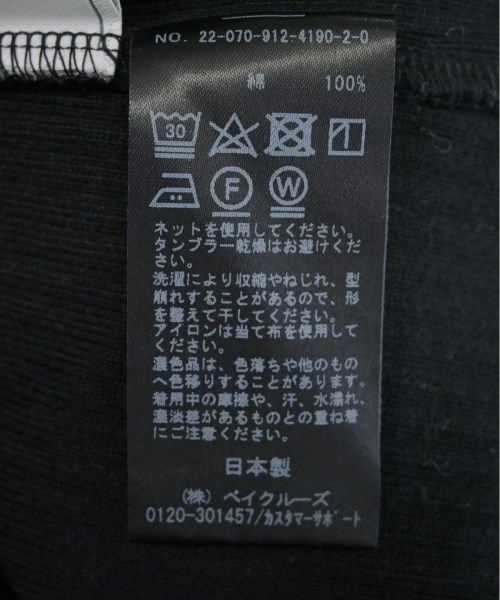 NO. 22-070-912-4190-2-0
綿 100%
30
F W
ネットを使用してください。
タンブラー乾燥はお避けくだ
さい。
洗濯により収縮やねじれ、型
崩れすることがあるので、形
を整えて干してください。
アイロンは当て布を使用して
ください。
濃色品は、色落ちや他のもの
へ色移りすることがあります。
着用中の摩擦や、汗、水濡れ、
濃淡差があるものとの重ね着
にご注意ください。
日本製
(株) ベイクルーズ
0120-301457/カスタマーサポート